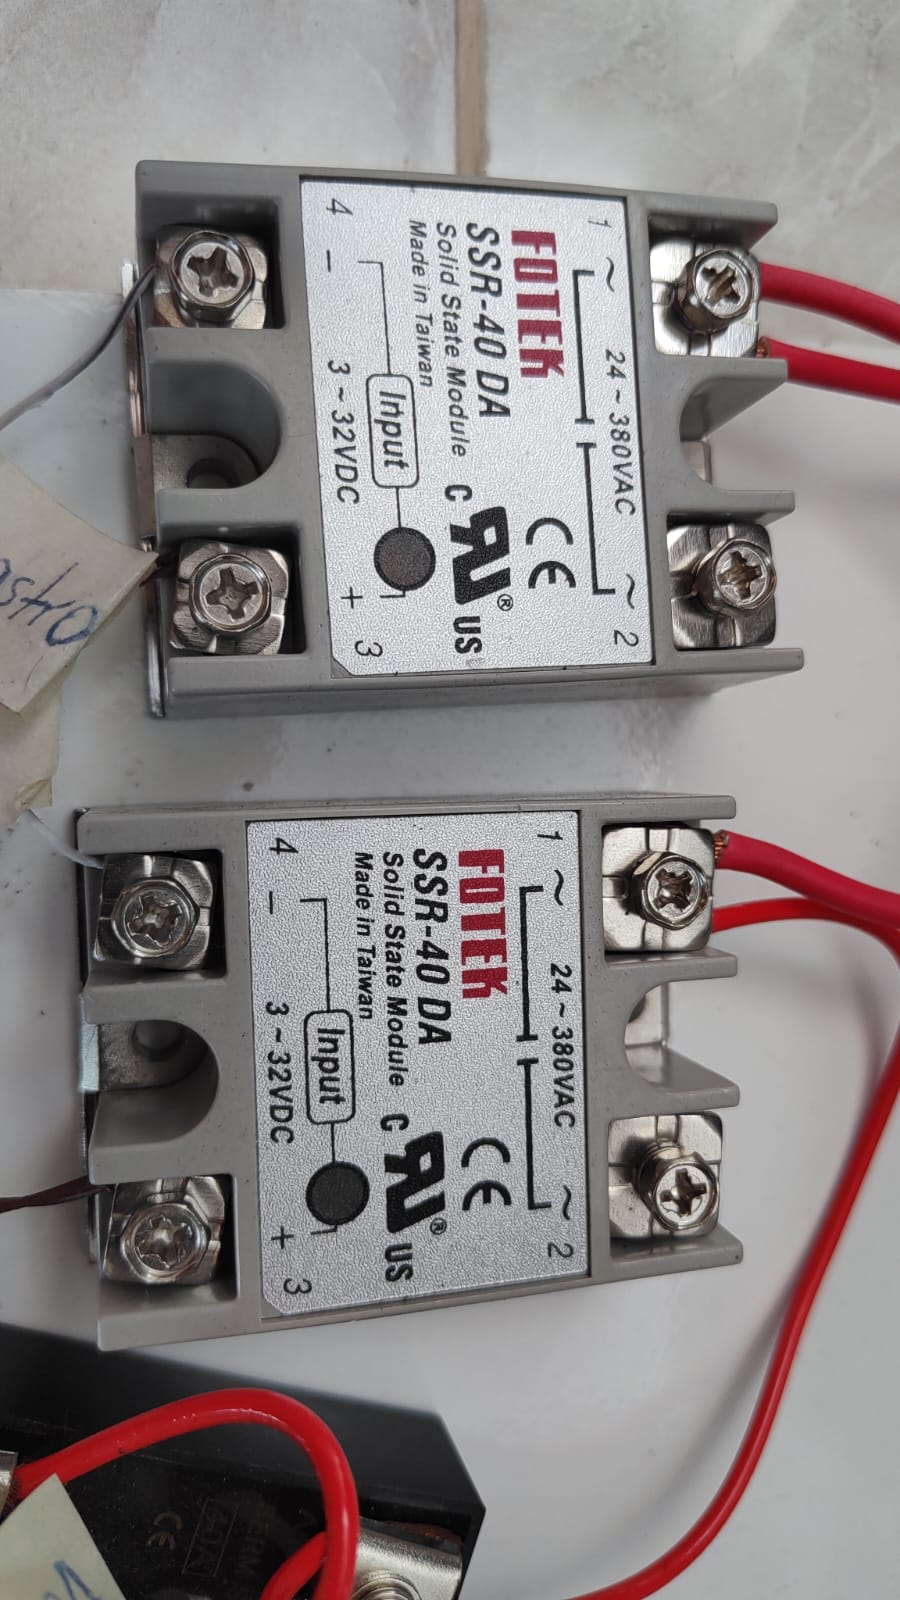 1 ~ 24 ~ 380VAC ~ 2
FOTEK
CE
SSR-40 DA
Solid State Module
Made in Taiwan
C RU® US
Input
4 − 3 ~ 32VDC + 3
1 ~ 24 ~ 380VAC ~ 2
FOTEK
CE
SSR-40 DA
Solid State Module
Made in Taiwan
C RU® US
Input
4 − 3 ~ 32VDC + 3
40A
CE